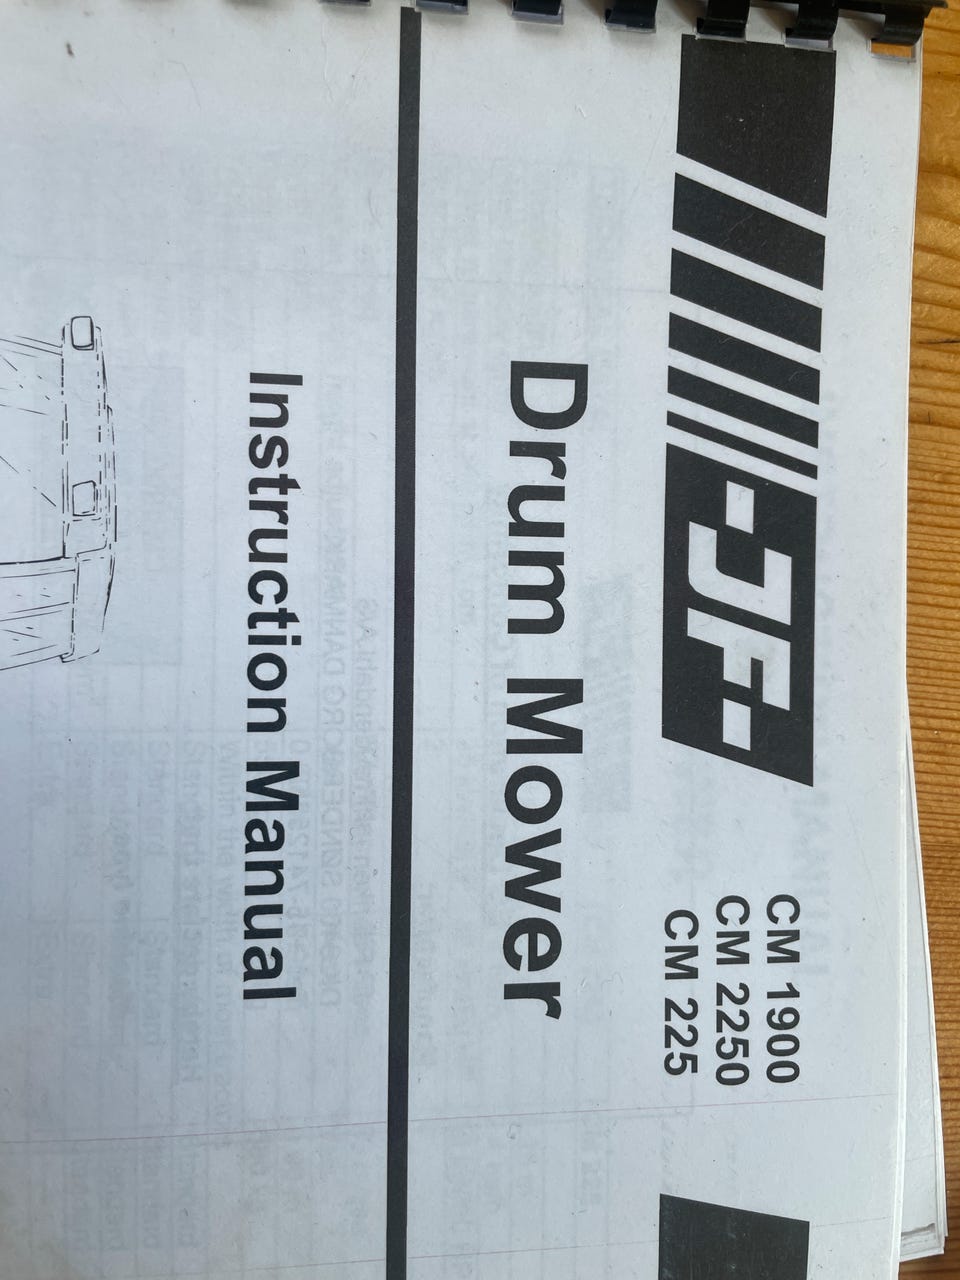 JF
CM 1900
CM 2250
CM 225
Drum Mower
Instruction Manual